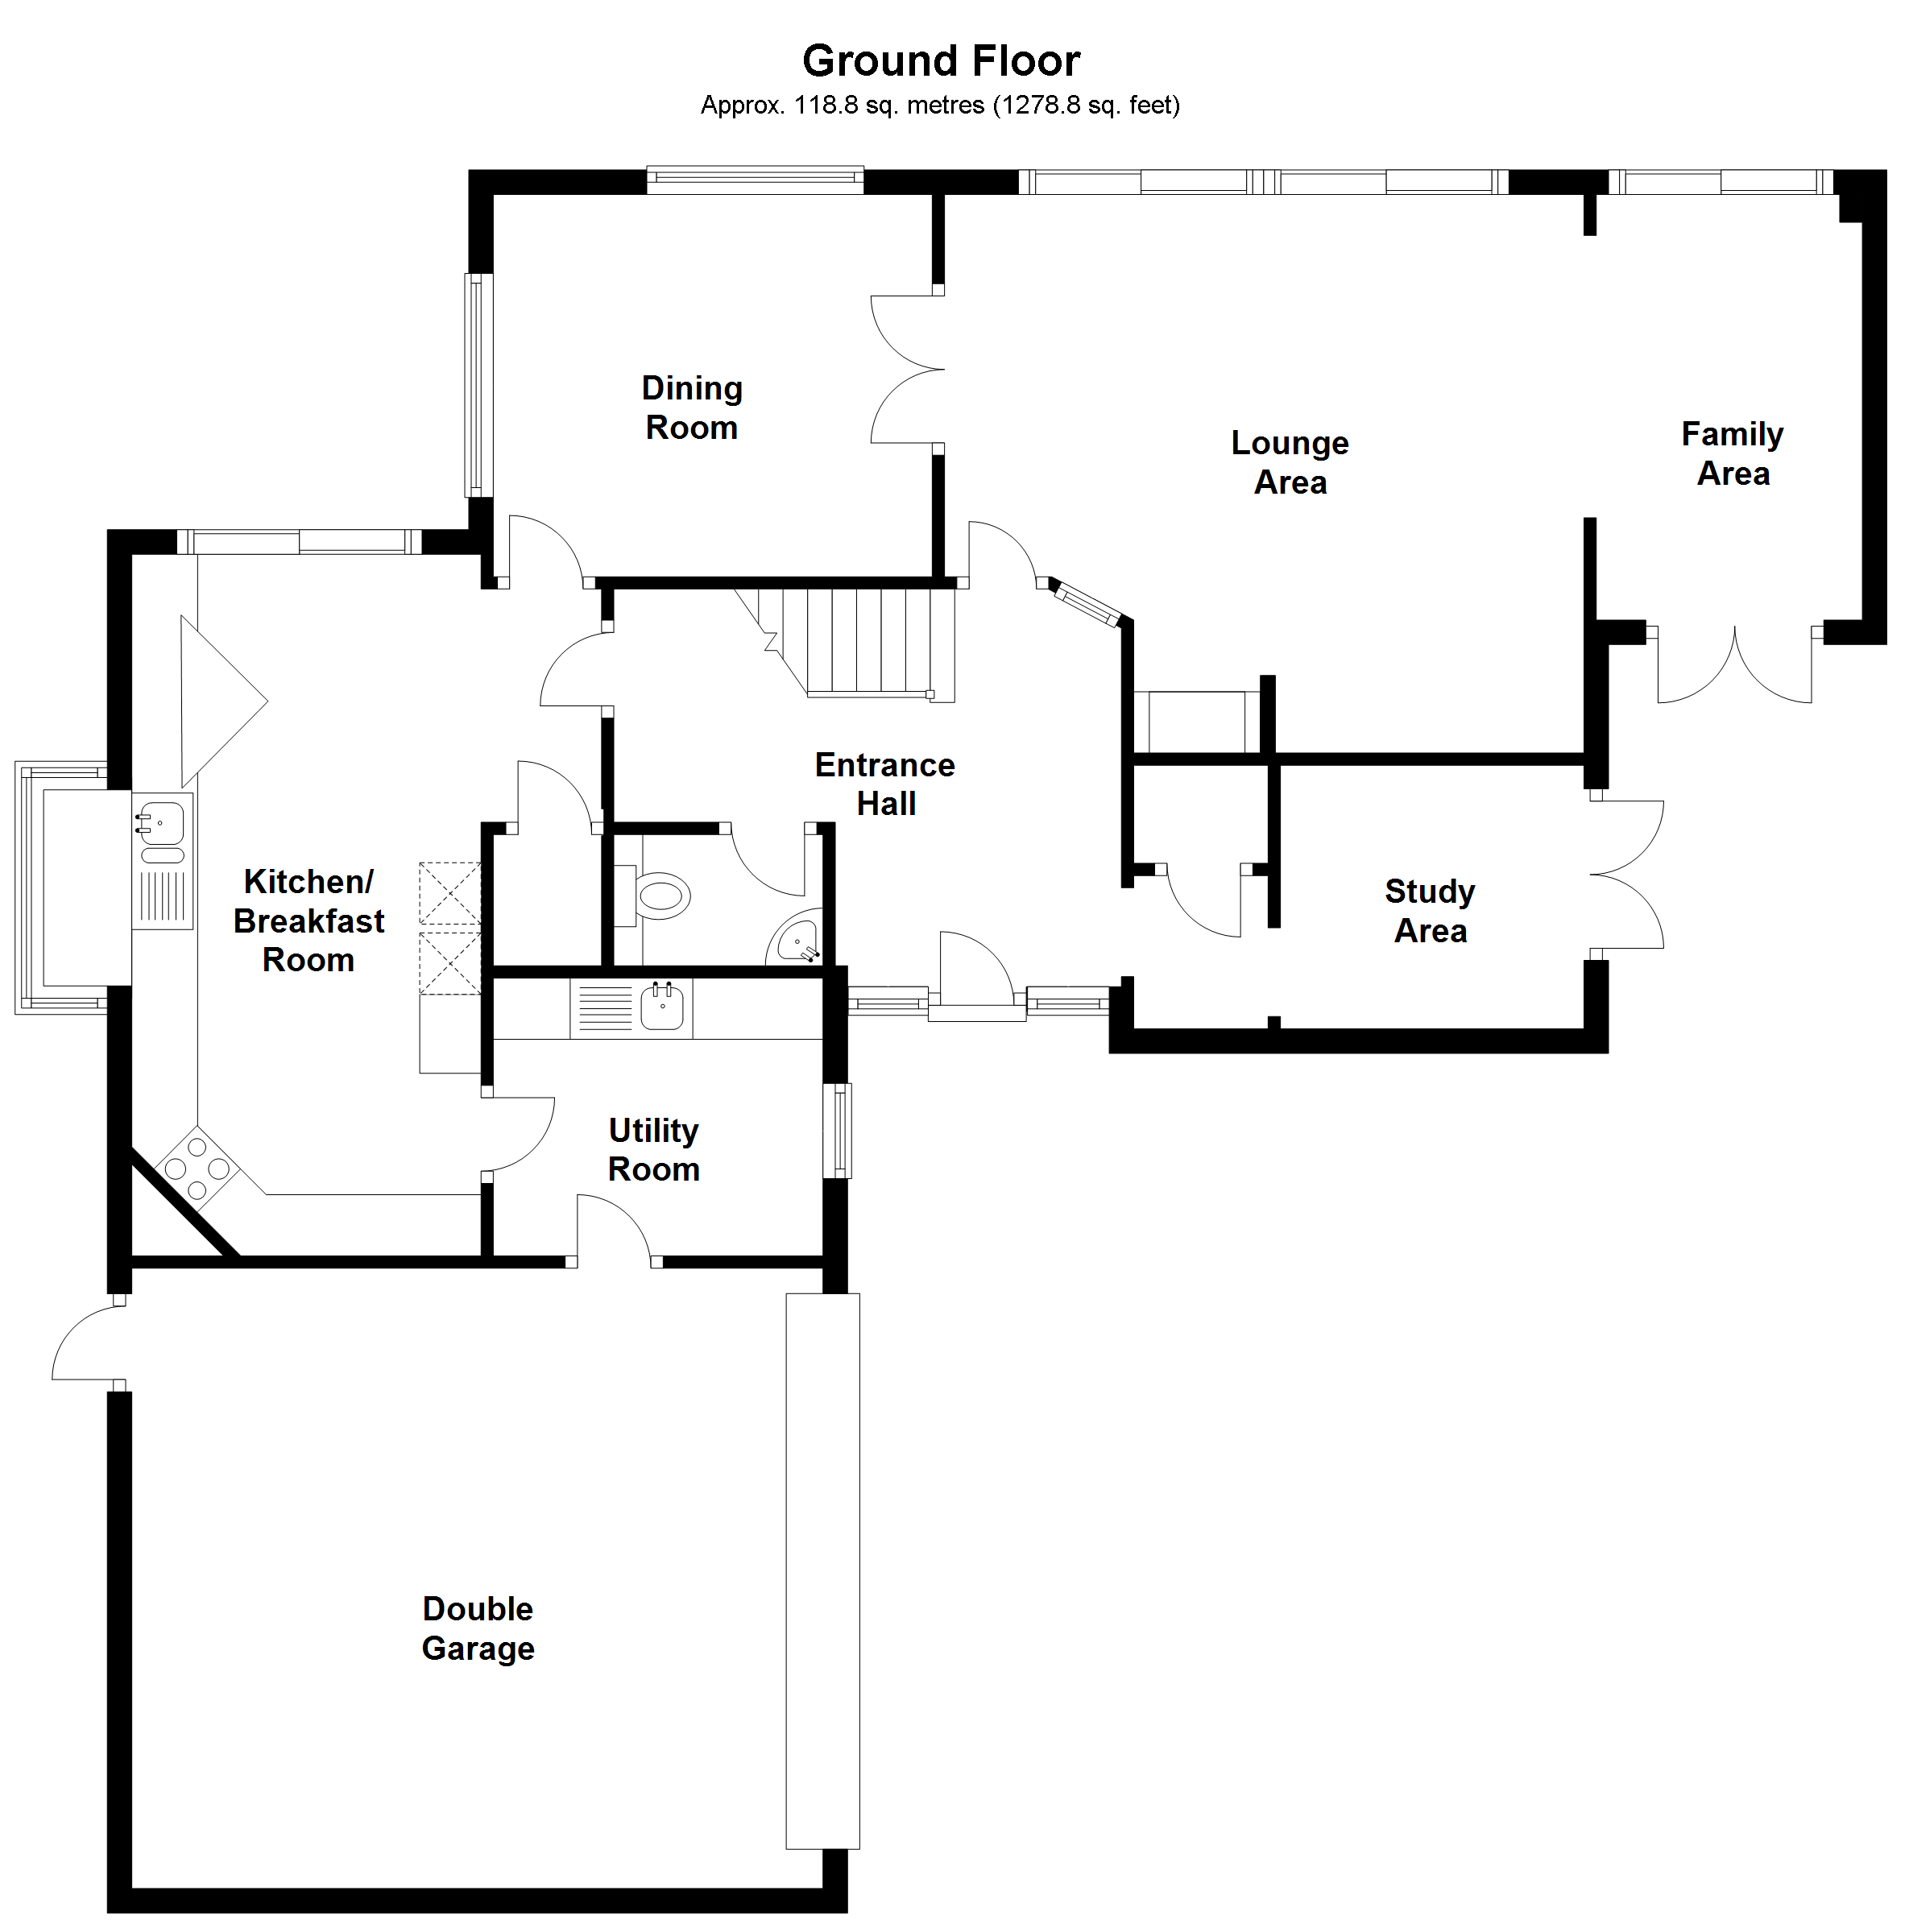 Ground Floor
Approx. 118.8 sq. metres (1278.8 sq. feet)
Dining
Room
Lounge
Area
Family
Area
Entrance
Hall
Kitchen/
Breakfast
Room
Study
Area
Utility
Room
Double
Garage